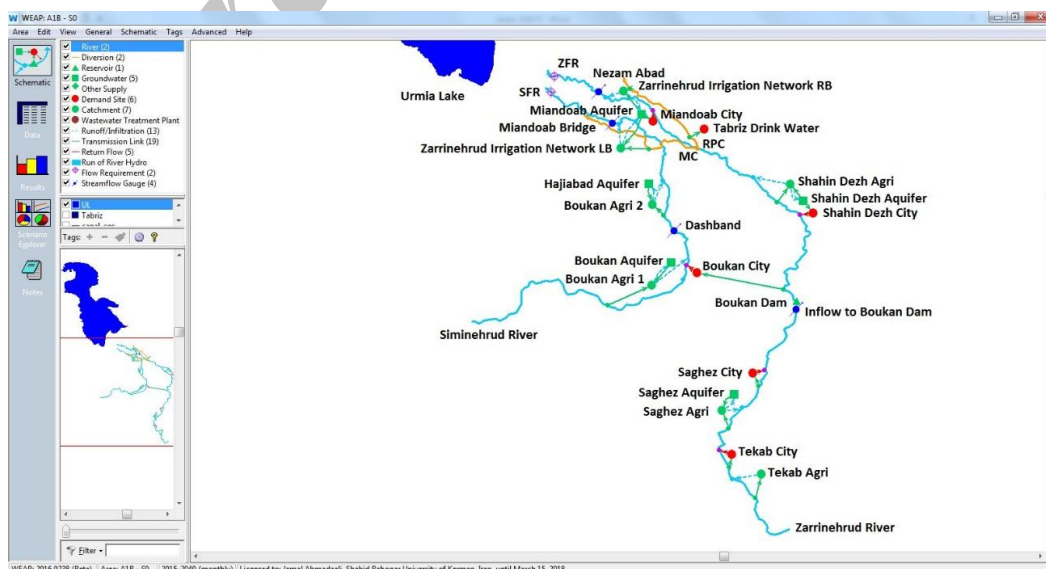 WEAP: A1B - S0
Area Edit View General Schematic Tags Advanced Help
Schematic
Data
Results
Scenario Explorer
Notes
River (2)
Diversion (2)
Reservoir (1)
Groundwater (5)
Other Supply
Demand Site (6)
Catchment (7)
Wastewater Treatment Plant
Runoff/Infiltration (13)
Transmission Link (19)
Return Flow (5)
Run of River Hydro
Flow Requirement (2)
Streamflow Gauge (4)
UL
Tabriz
Tags:
Filter
Urmia Lake
ZFR
SFR
Nezam Abad
Zarrinehrud Irrigation Network RB
Miandoab Aquifer
Miandoab City
Miandoab Bridge
Tabriz Drink Water
RPC
MC
Zarrinehrud Irrigation Network LB
Hajiabad Aquifer
Boukan Agri 2
Shahin Dezh Agri
Shahin Dezh Aquifer
Shahin Dezh City
Dashband
Boukan Aquifer
Boukan City
Boukan Agri 1
Boukan Dam
Inflow to Boukan Dam
Siminehrud River
Saghez City
Saghez Aquifer
Saghez Agri
Tekab City
Tekab Agri
Zarrinehrud River